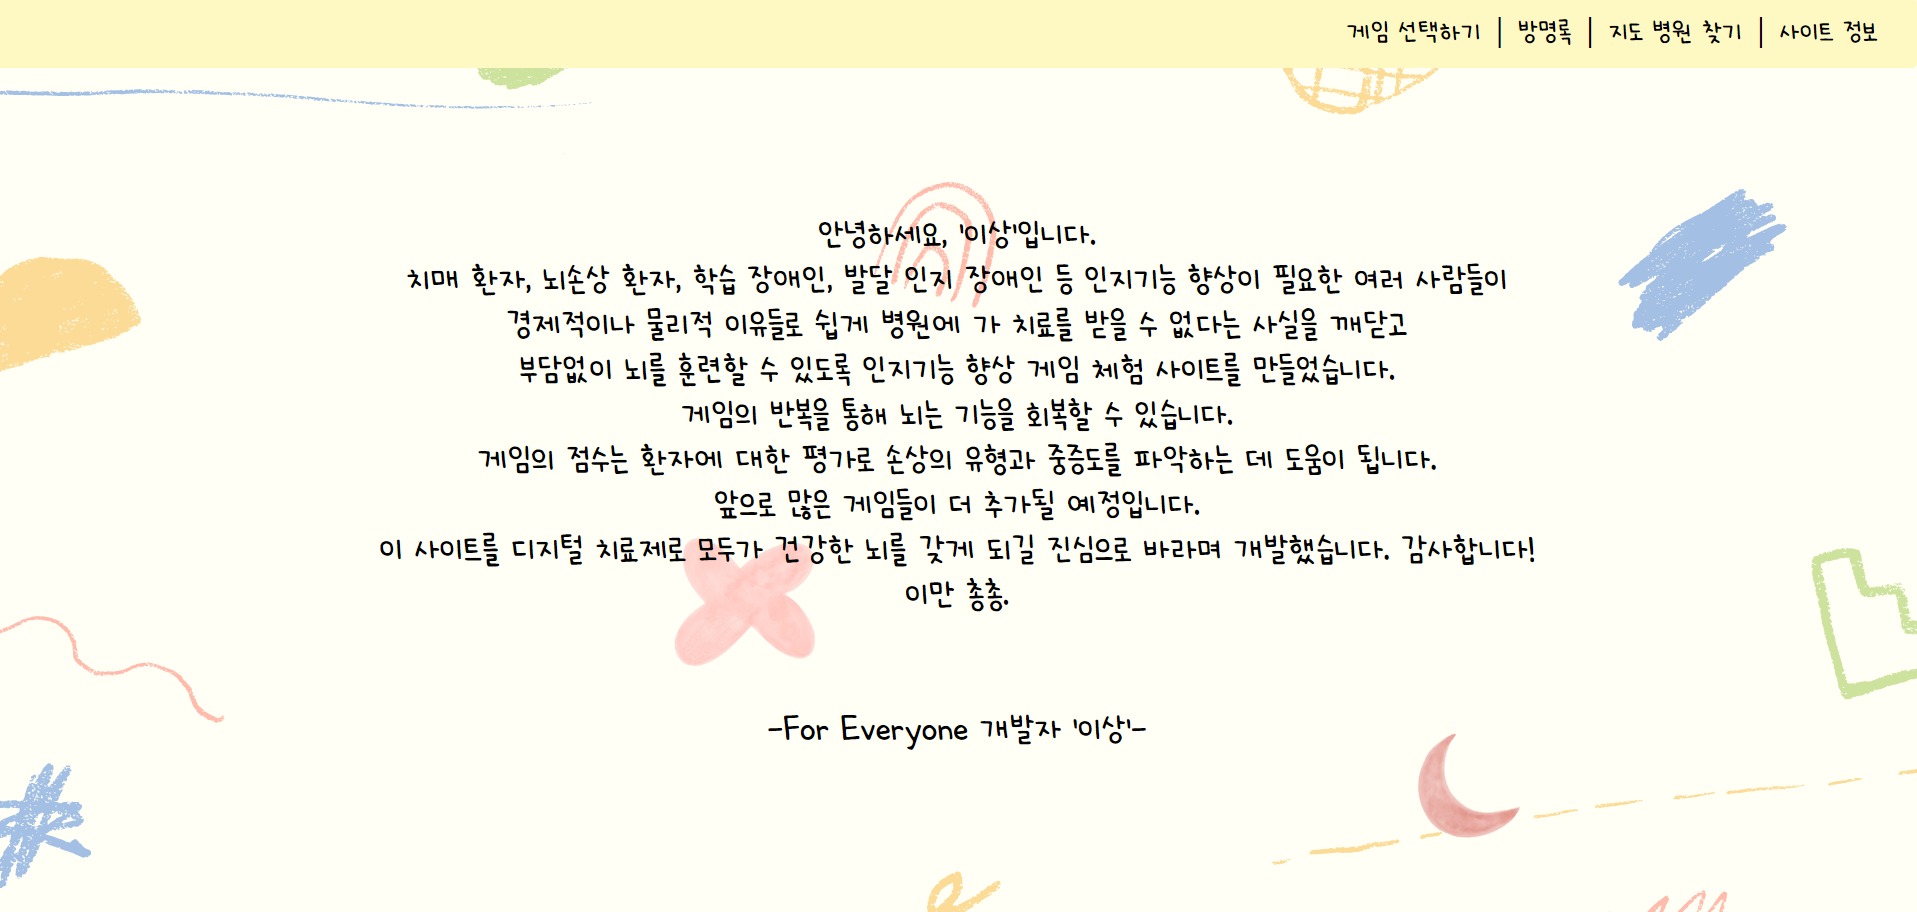 게임 선택하기 | 방명록 | 지도 병원 찾기 | 사이트 정보
안녕하세요, '이상'입니다.
치매 환자, 뇌손상 환자, 학습 장애인, 발달 인지 장애인 등 인지기능 향상이 필요한 여러 사람들이
경제적이나 물리적 이유들로 쉽게 병원에 가 치료를 받을 수 없다는 사실을 깨닫고
부담없이 뇌를 훈련할 수 있도록 인지기능 향상 게임 체험 사이트를 만들었습니다.
게임의 반복을 통해 뇌는 기능을 회복할 수 있습니다.
게임의 점수는 환자에 대한 평가로 손상의 유형과 중증도를 파악하는 데 도움이 됩니다.
앞으로 많은 게임들이 더 추가될 예정입니다.
이 사이트를 디지털 치료제로 모두가 건강한 뇌를 갖게 되길 진심으로 바라며 개발했습니다. 감사합니다!
이만 총총.
-For Everyone 개발자 '이상'-